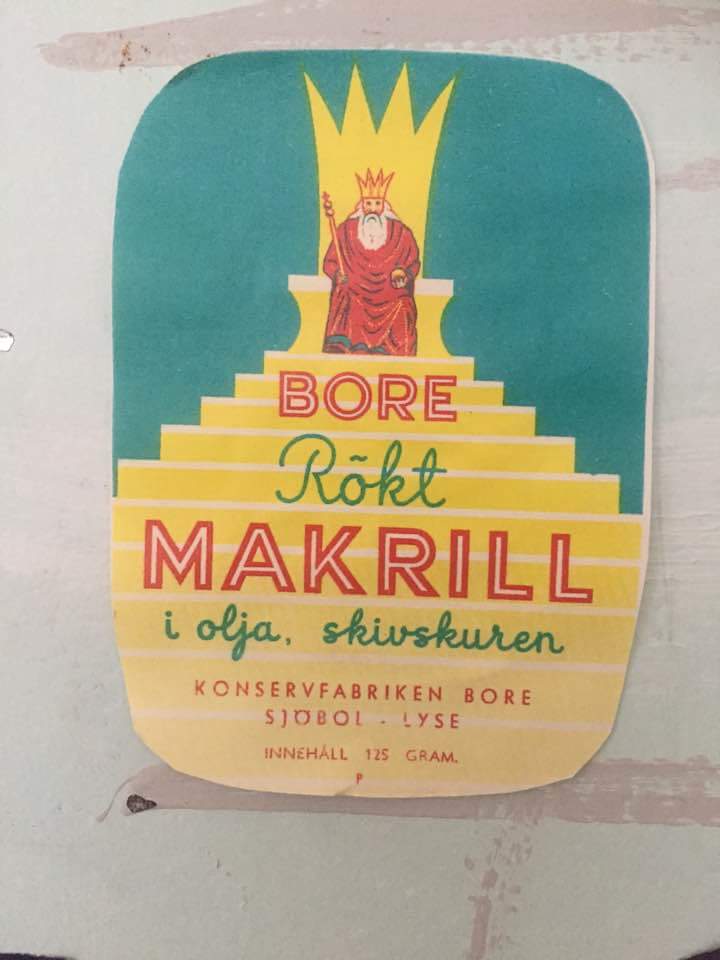 BORE
Rökt
MAKRILL
i olja, skivskuren
KONSERVFABRIKEN BORE
SJÖBOL - LYSE
INNEHÅLL 125 GRAM.
P